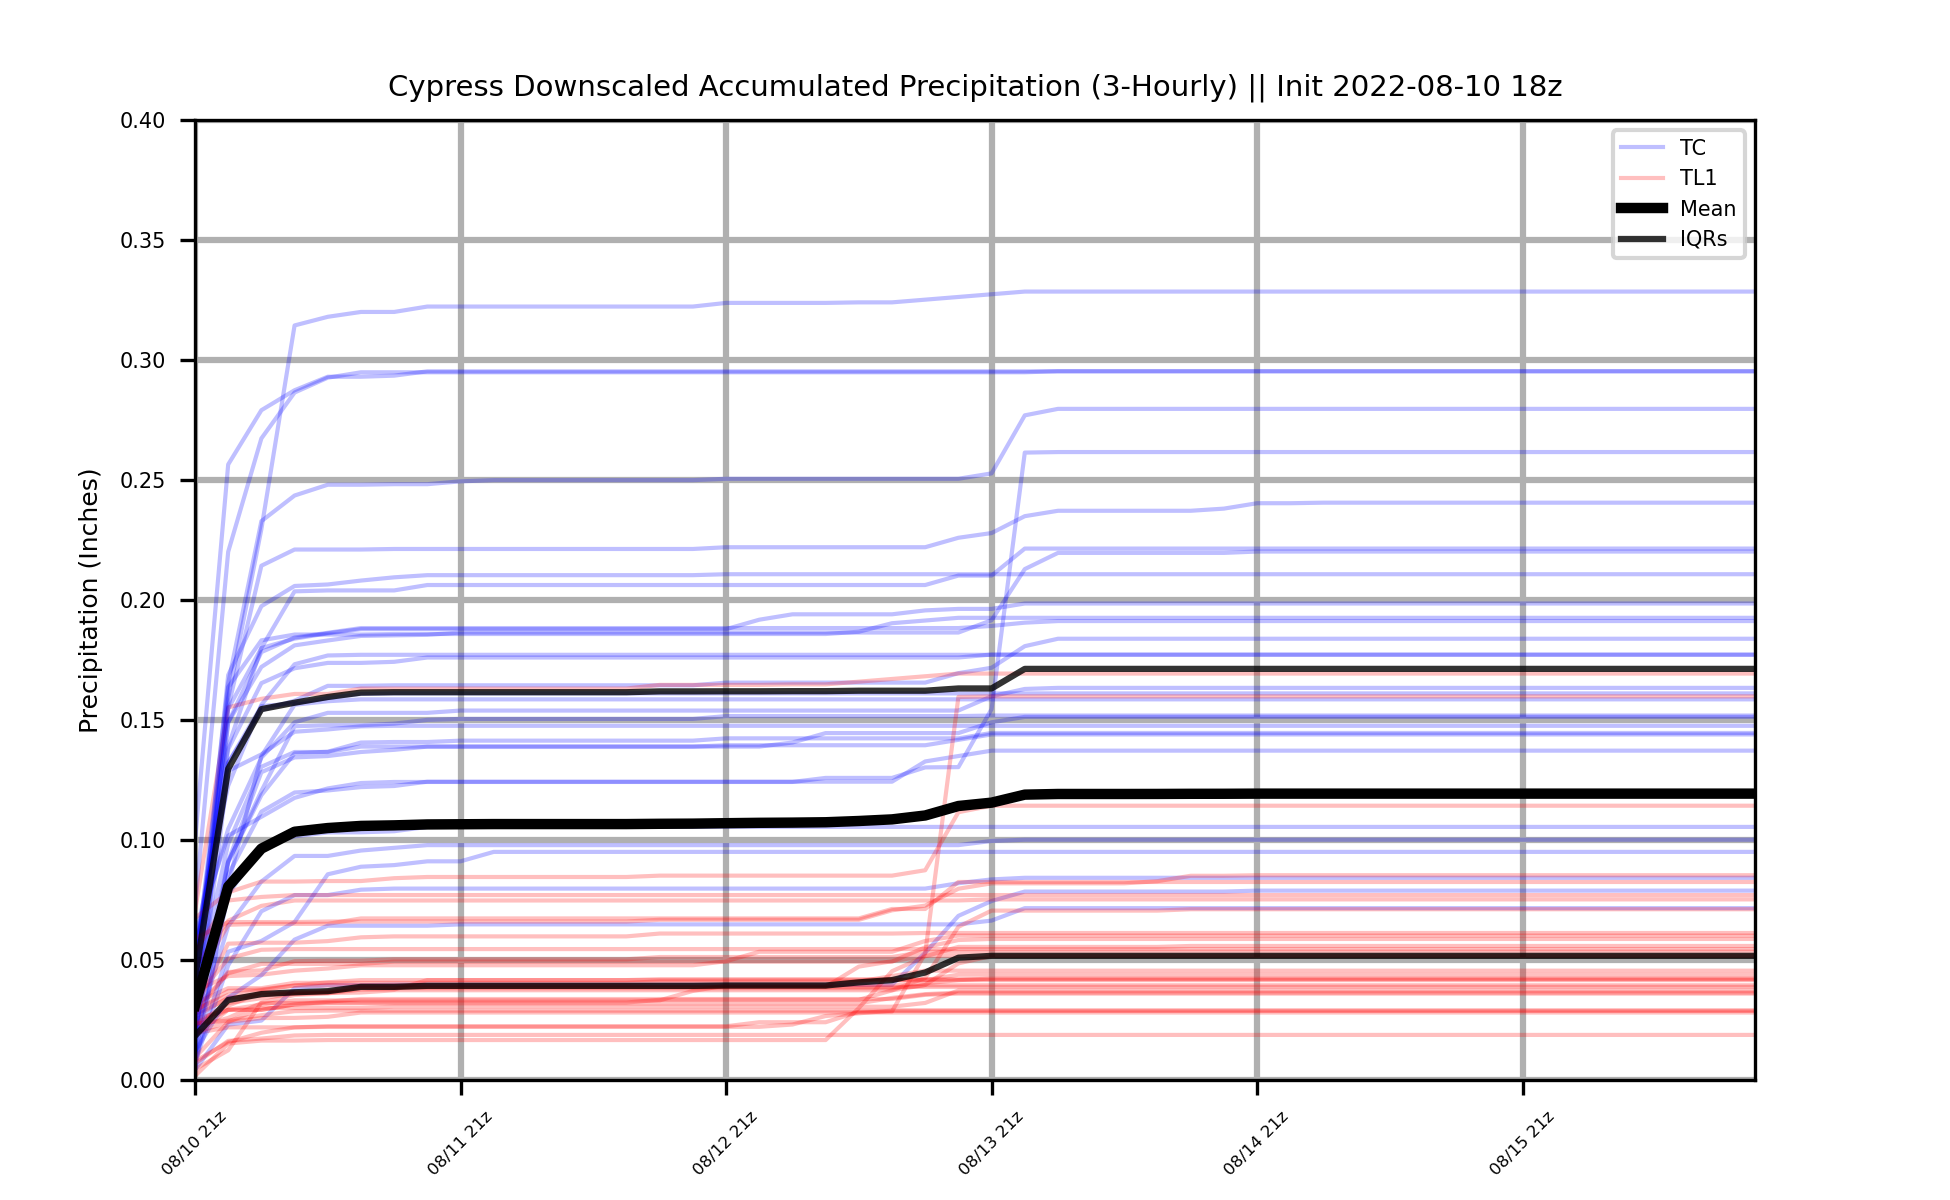 Cypress Downscaled Accumulated Precipitation (3-Hourly) || Init 2022-08-10 18z
TC
TL1
Mean
IQRs
Precipitation (Inches)
0.40
0.35
0.30
0.25
0.20
0.15
0.10
0.05
0.00
08/10 21z
08/11 21z
08/12 21z
08/13 21z
08/14 21z
08/15 21z